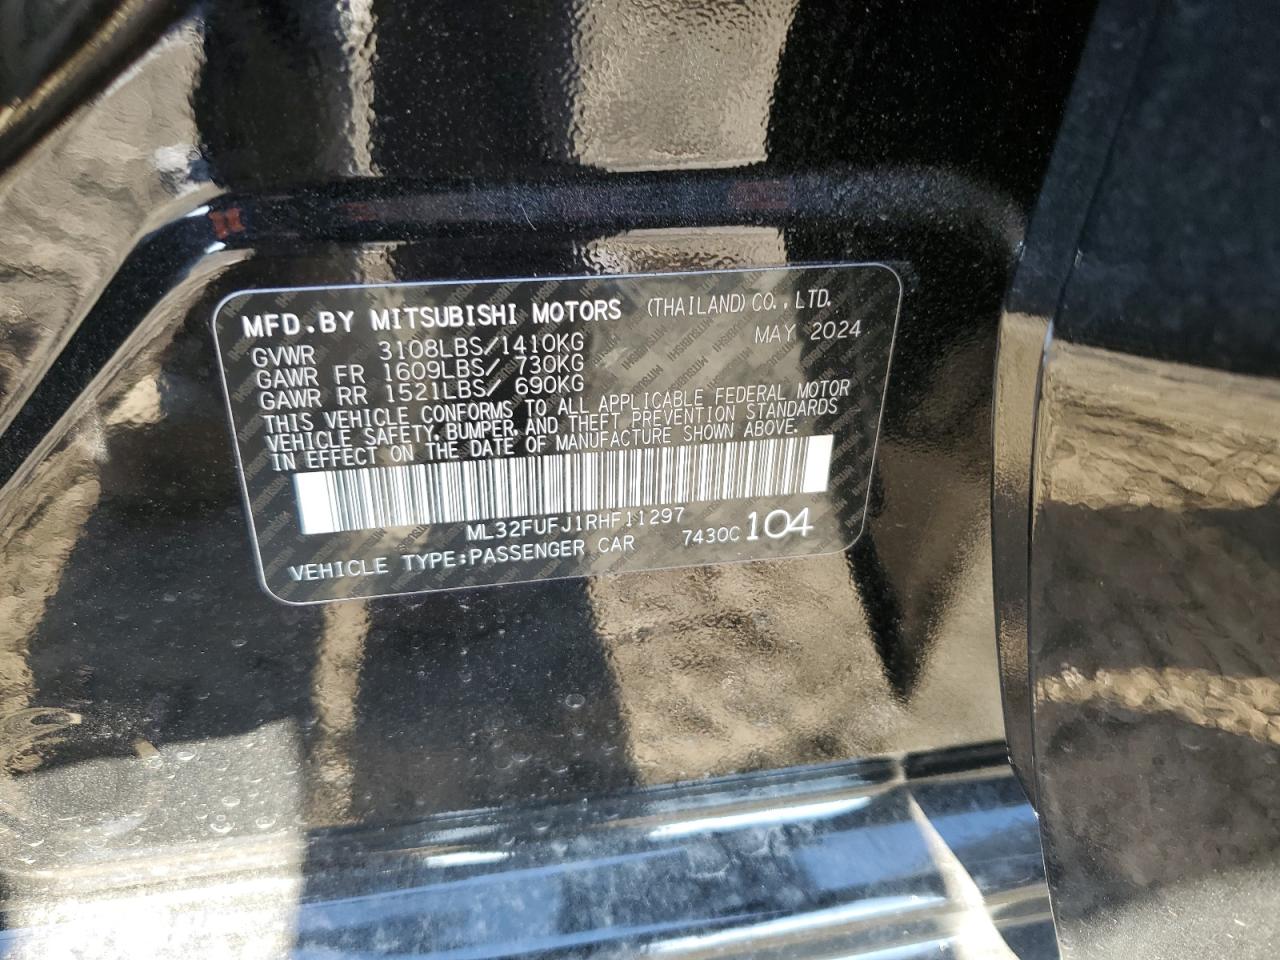 MFD.BY MITSUBISHI MOTORS (THAILAND) CO.,LTD.
MAY 2024
GVWR 3108LBS/1410KG
GAWR FR 1609LBS/ 730KG
GAWR RR 1521LBS/ 690KG
THIS VEHICLE CONFORMS TO ALL APPLICABLE FEDERAL MOTOR
VEHICLE SAFETY, BUMPER, AND THEFT PREVENTION STANDARDS
IN EFFECT ON THE DATE OF MANUFACTURE SHOWN ABOVE.
ML32FUFJ1RHF11297
VEHICLE TYPE:PASSENGER CAR 7430C 104